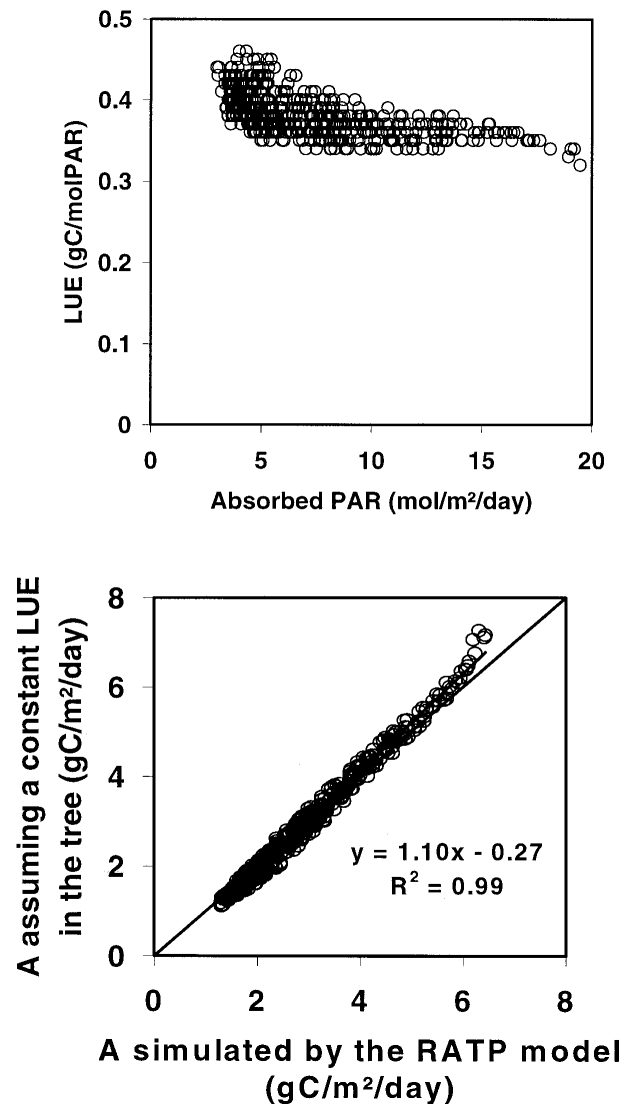 0.5
0.4
0.3
0.2
0.1
0
LUE (gC/molPAR)
0 5 10 15 20
Absorbed PAR (mol/m²/day)
8
6
4
2
0
A assuming a constant LUE
in the tree (gC/m²/day)
y = 1.10x - 0.27
R² = 0.99
0 2 4 6 8
A simulated by the RATP model
(gC/m²/day)